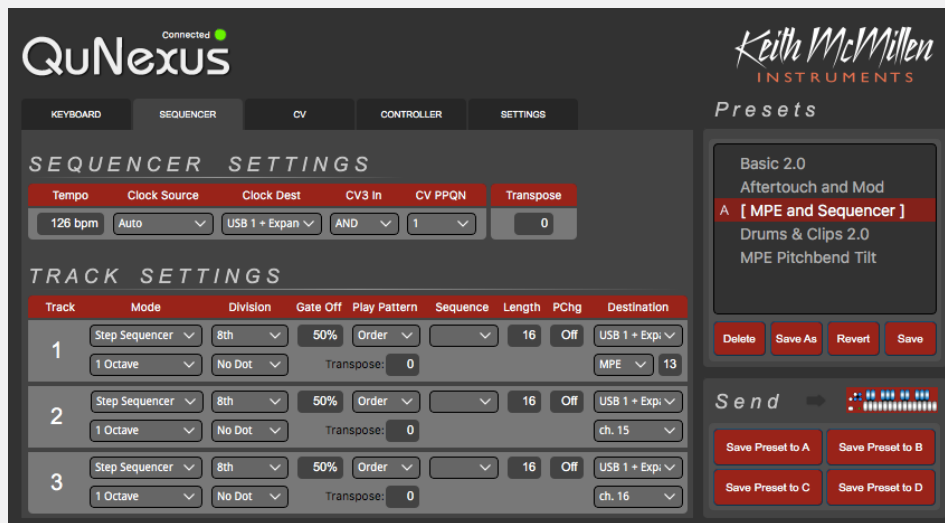 Connected
QuNexus
Keith McMillen
INSTRUMENTS
KEYBOARD SEQUENCER CV CONTROLLER SETTINGS
SEQUENCER SETTINGS
Tempo Clock Source Clock Dest CV3 In CV PPQN Transpose
126 bpm Auto USB 1 + Expan AND 1 0
TRACK SETTINGS
Track Mode Division Gate Off Play Pattern Sequence Length PChg Destination
1 Step Sequencer 8th 50% Order 16 Off USB 1 + Expa
1 Octave No Dot Transpose: 0 MPE 13
2 Step Sequencer 8th 50% Order 16 Off USB 1 + Expa
1 Octave No Dot Transpose: 0 ch. 15
3 Step Sequencer 8th 50% Order 16 Off USB 1 + Expa
1 Octave No Dot Transpose: 0 ch. 16
Presets
Basic 2.0
Aftertouch and Mod
A [ MPE and Sequencer ]
Drums & Clips 2.0
MPE Pitchbend Tilt
Delete Save As Revert Save
Send
Save Preset to A Save Preset to B
Save Preset to C Save Preset to D